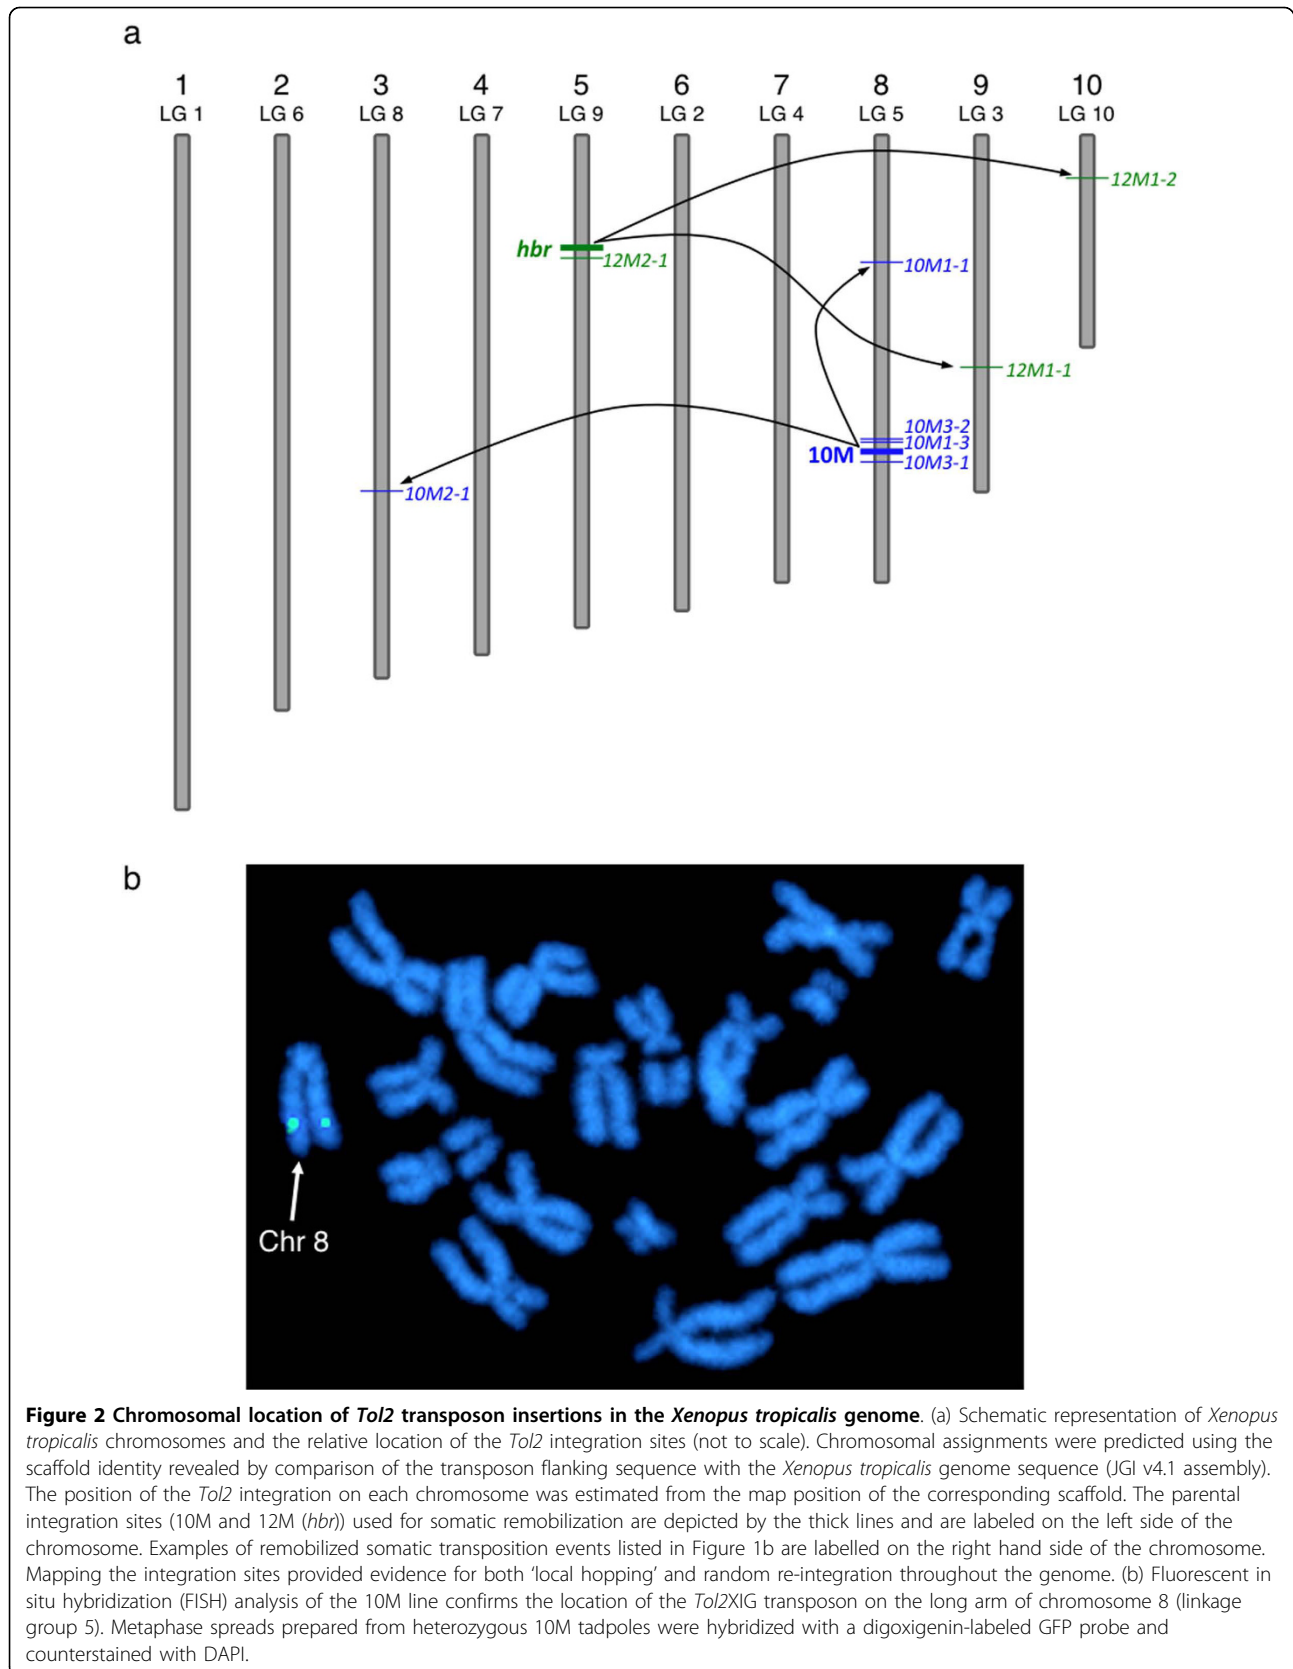 a
1 2 3 4 5 6 7 8 9 10
LG 1 LG 6 LG 8 LG 7 LG 9 LG 2 LG 4 LG 5 LG 3 LG 10
12M1-2
hbr
12M2-1
10M1-1
12M1-1
10M3-2
10M1-3
10M
10M3-1
10M2-1
b
Chr 8
Figure 2 Chromosomal location of Tol2 transposon insertions in the Xenopus tropicalis genome. (a) Schematic representation of Xenopus
tropicalis chromosomes and the relative location of the Tol2 integration sites (not to scale). Chromosomal assignments were predicted using the
scaffold identity revealed by comparison of the transposon flanking sequence with the Xenopus tropicalis genome sequence (JGI v4.1 assembly).
The position of the Tol2 integration on each chromosome was estimated from the map position of the corresponding scaffold. The parental
integration sites (10M and 12M (hbr)) used for somatic remobilization are depicted by the thick lines and are labeled on the left side of the
chromosome. Examples of remobilized somatic transposition events listed in Figure 1b are labelled on the right hand side of the chromosome.
Mapping the integration sites provided evidence for both ‘local hopping’ and random re-integration throughout the genome. (b) Fluorescent in
situ hybridization (FISH) analysis of the 10M line confirms the location of the Tol2XIG transposon on the long arm of chromosome 8 (linkage
group 5). Metaphase spreads prepared from heterozygous 10M tadpoles were hybridized with a digoxigenin-labeled GFP probe and
counterstained with DAPI.